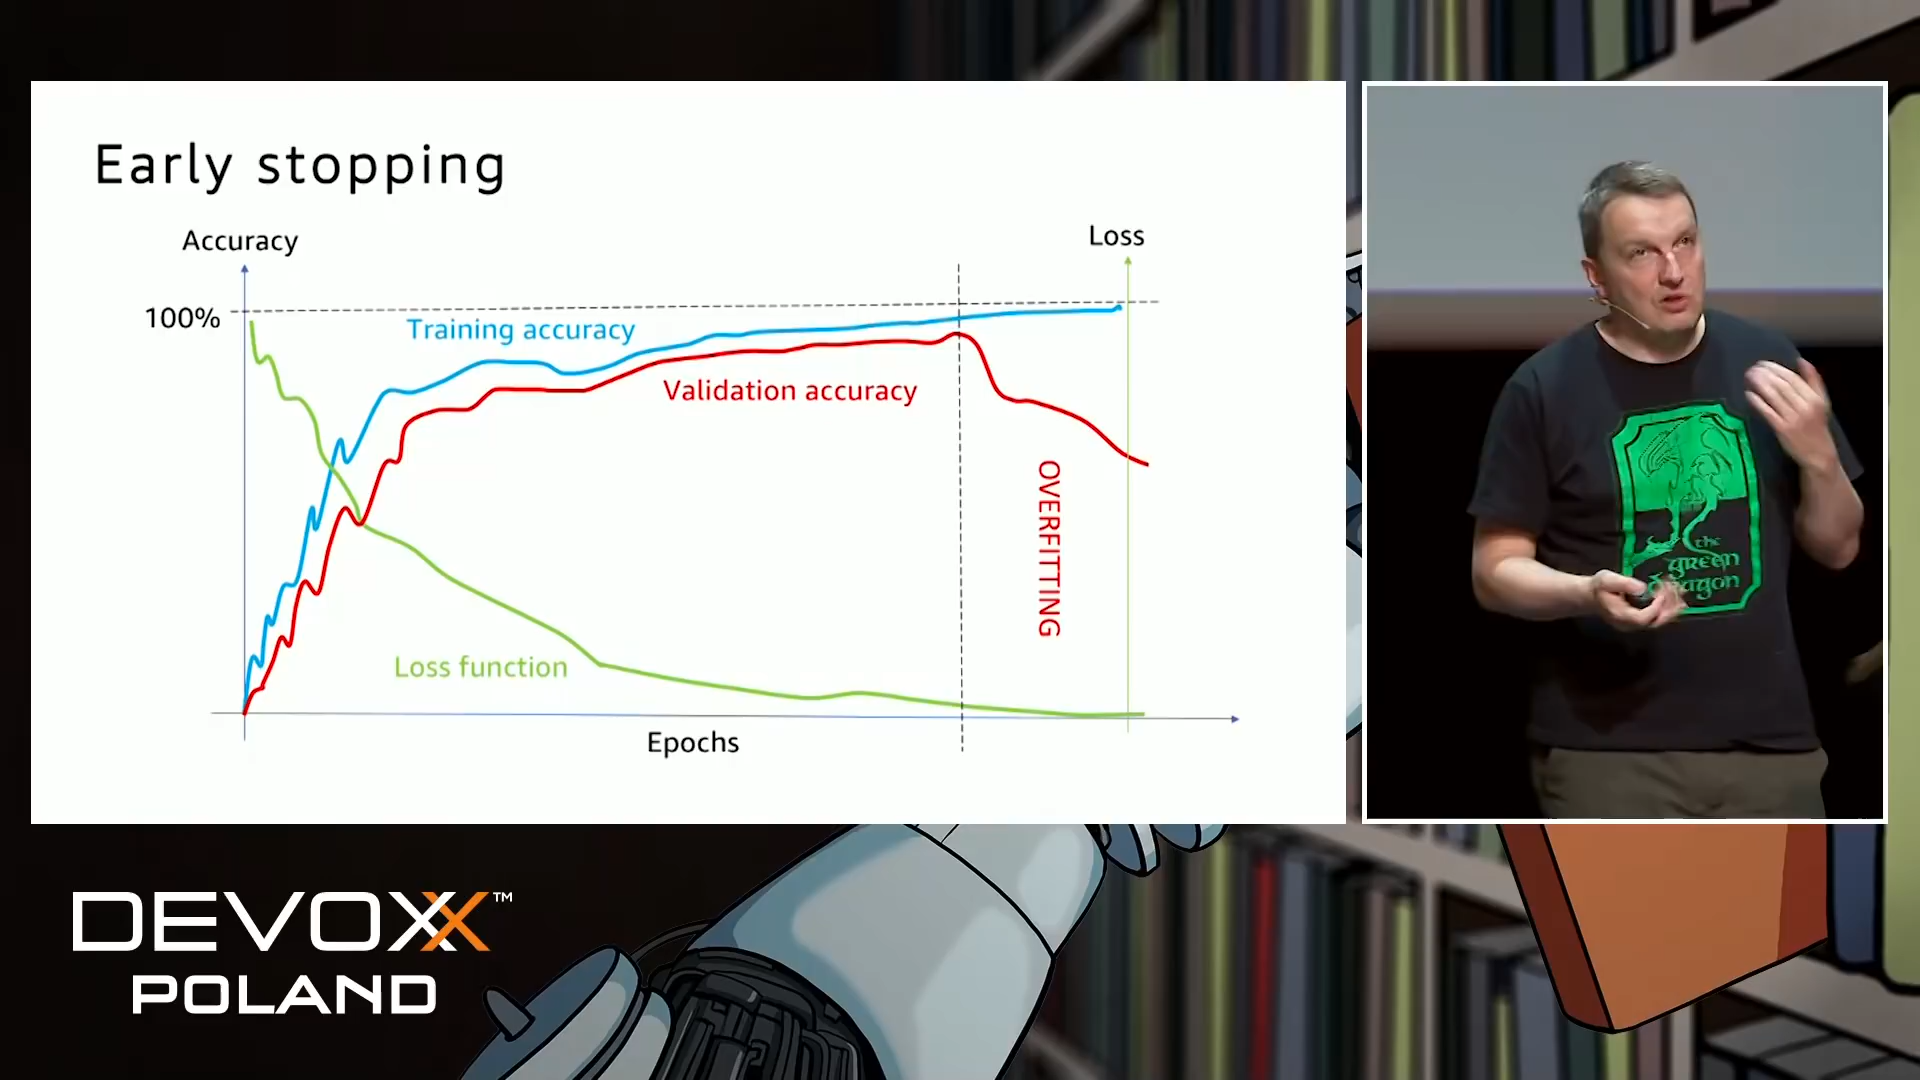 Early stopping
Accuracy
Loss
100%
Training accuracy
Validation accuracy
OVERFITTING
Loss function
Epochs
the
green
dragon
DEVOXX™
POLAND